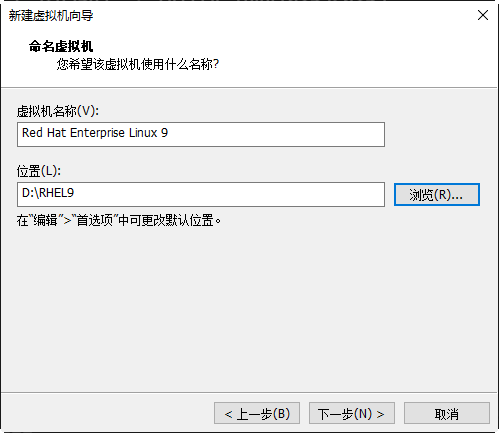 新建虚拟机向导
命名虚拟机
您希望该虚拟机使用什么名称?
虚拟机名称(V):
Red Hat Enterprise Linux 9
位置(L):
D:\RHEL9
浏览(R)...
在“编辑”>“首选项”中可更改默认位置。
< 上一步(B)
下一步(N) >
取消